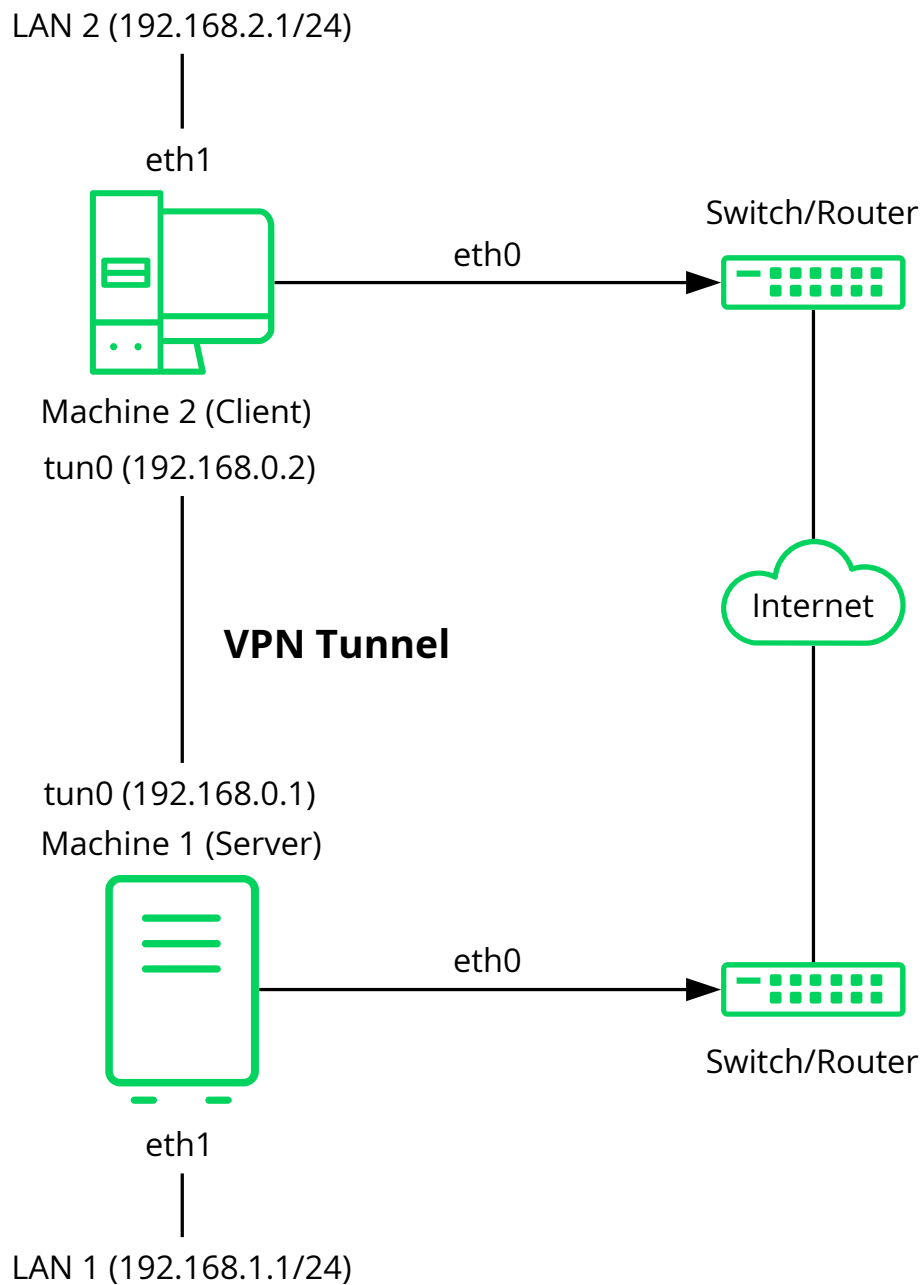 LAN 2 (192.168.2.1/24)
eth1
Switch/Router
eth0
Machine 2 (Client)
tun0 (192.168.0.2)
Internet
VPN Tunnel
tun0 (192.168.0.1)
Machine 1 (Server)
eth0
Switch/Router
eth1
LAN 1 (192.168.1.1/24)